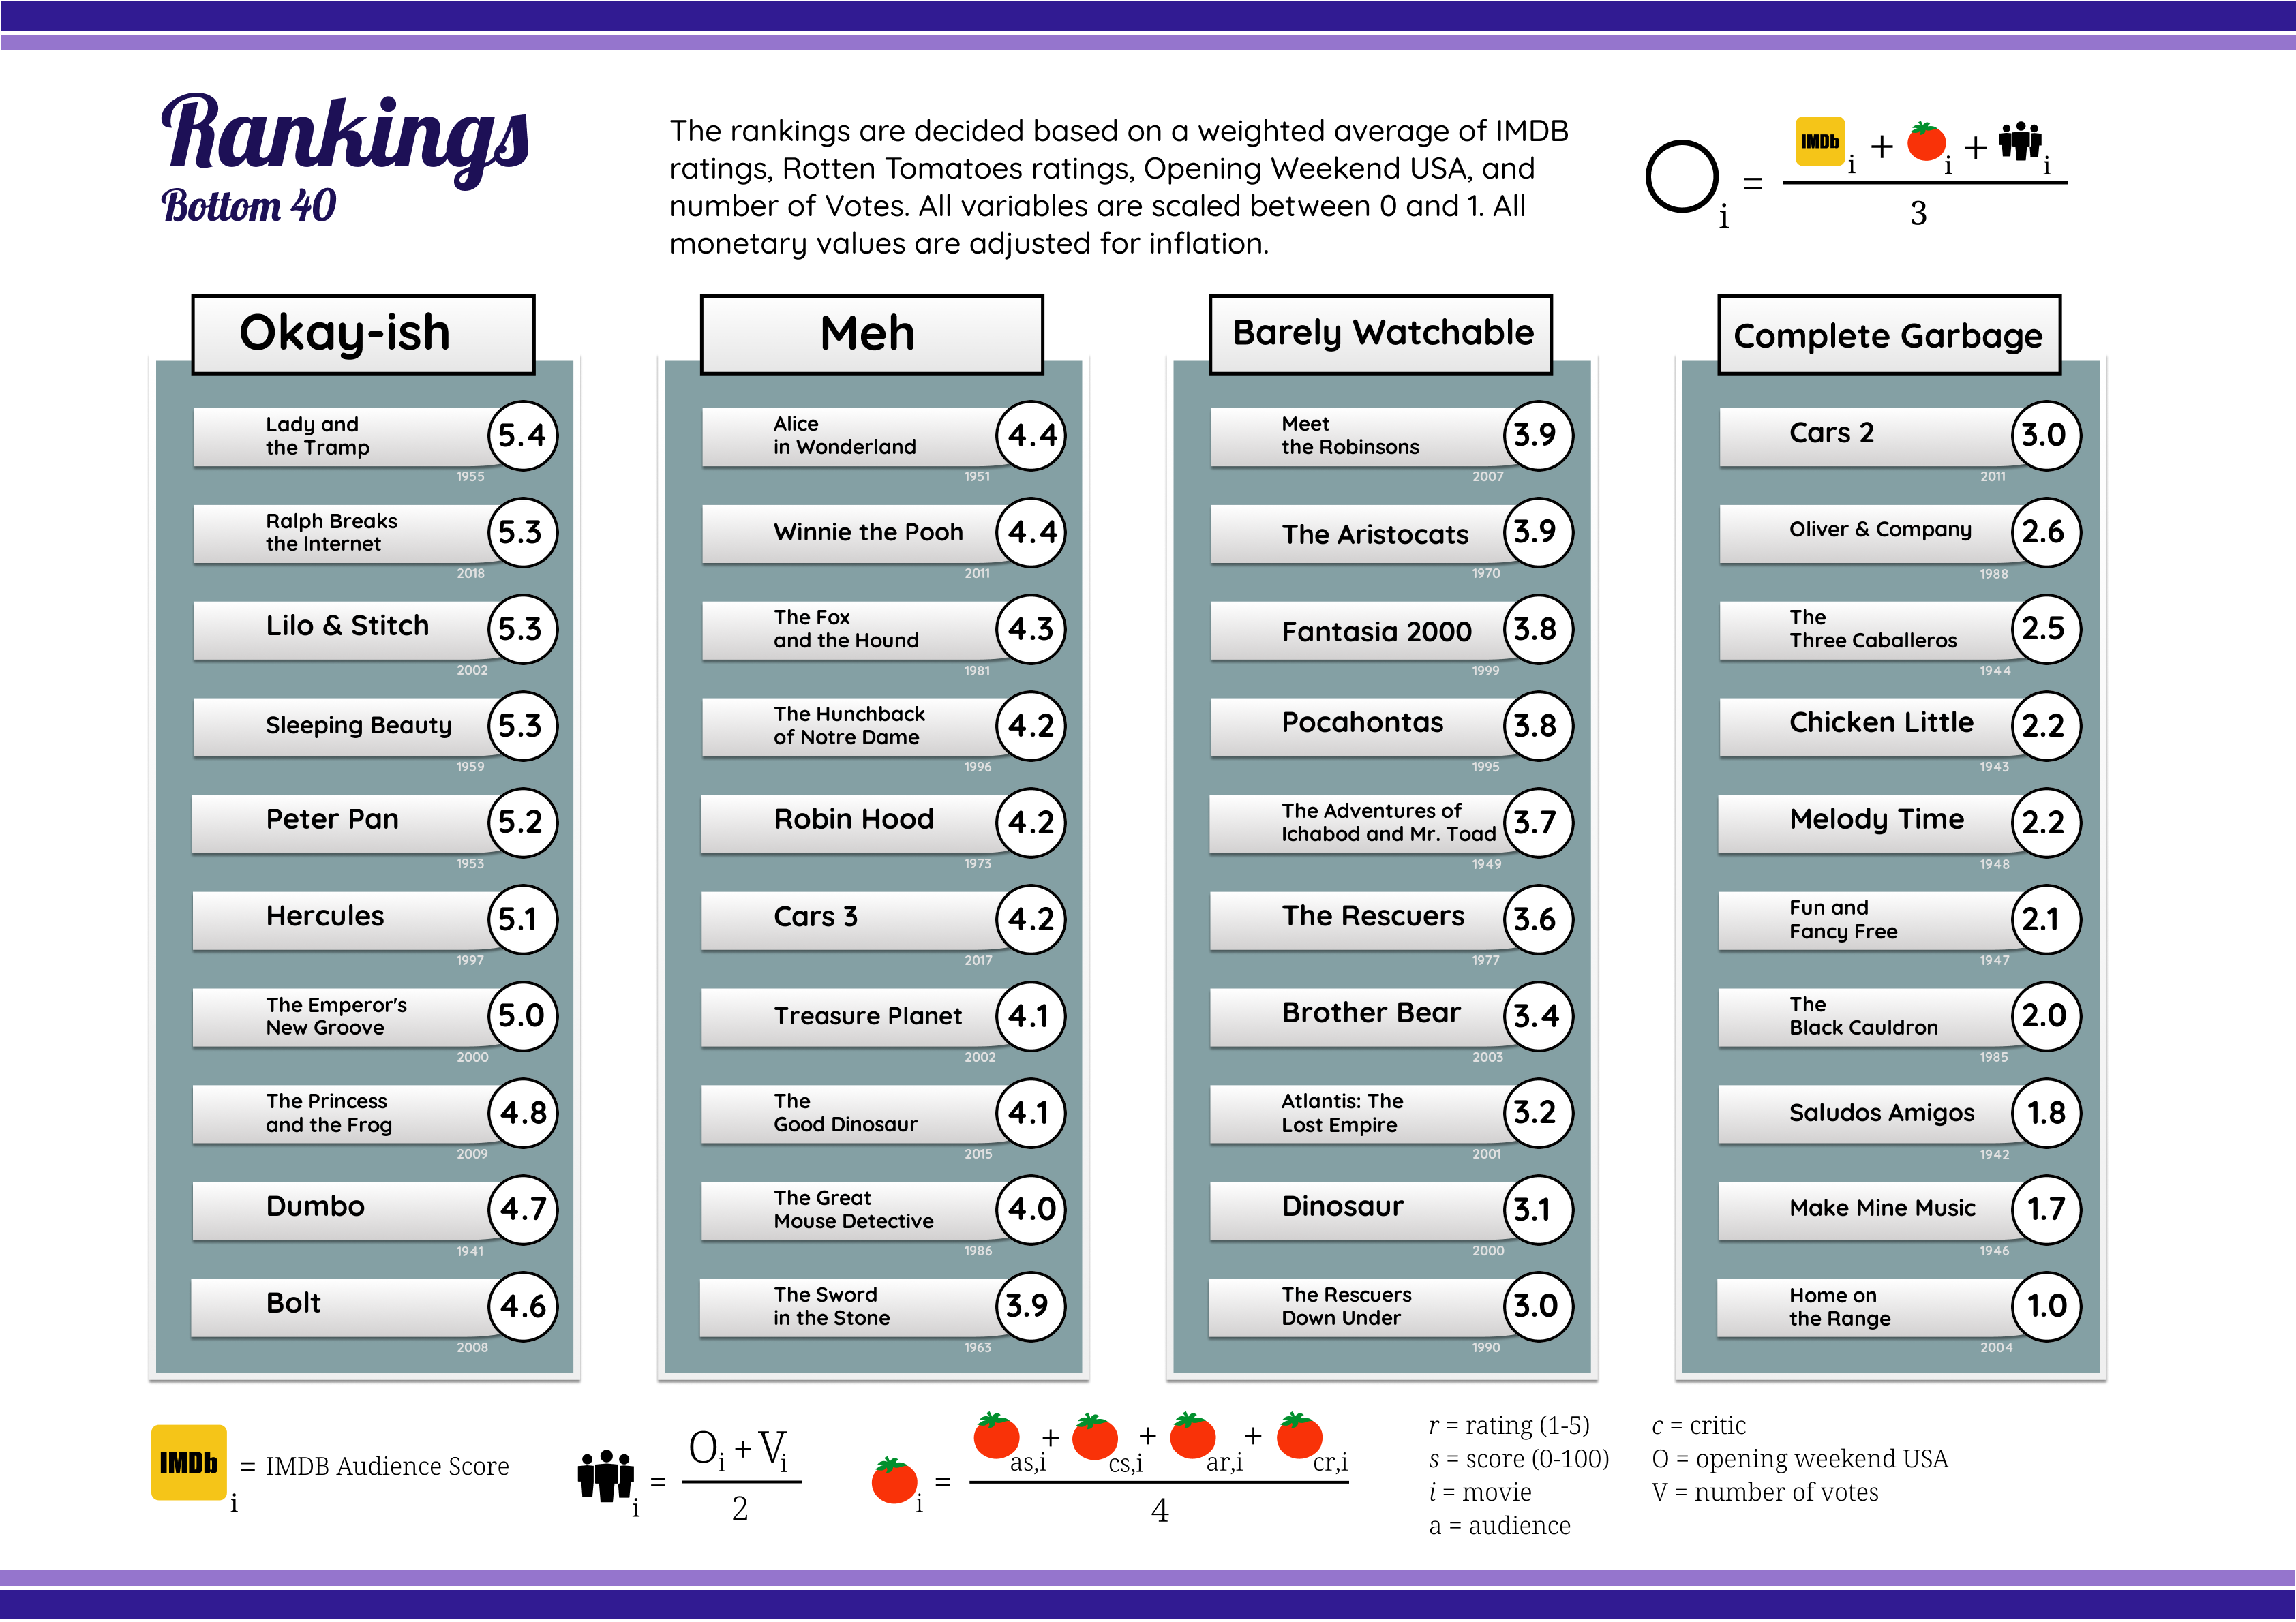 Rankings
Bottom 40
The rankings are decided based on a weighted average of IMDB
ratings, Rotten Tomatoes ratings, Opening Weekend USA, and
number of Votes. All variables are scaled between 0 and 1. All
monetary values are adjusted for inflation.
i = IMDb i + i + i
3
Okay-ish
Lady and
the Tramp
5.4
1955
Ralph Breaks
the Internet
5.3
2018
Lilo & Stitch
5.3
2002
Sleeping Beauty
5.3
1959
Peter Pan
5.2
1953
Hercules
5.1
1997
The Emperor's
New Groove
5.0
2000
The Princess
and the Frog
4.8
2009
Dumbo
4.7
1941
Bolt
4.6
2008
Meh
Alice
in Wonderland
4.4
1951
Winnie the Pooh
4.4
2011
The Fox
and the Hound
4.3
1981
The Hunchback
of Notre Dame
4.2
1996
Robin Hood
4.2
1973
Cars 3
4.2
2017
Treasure Planet
4.1
2002
The
Good Dinosaur
4.1
2015
The Great
Mouse Detective
4.0
1986
The Sword
in the Stone
3.9
1963
Barely Watchable
Meet
the Robinsons
3.9
2007
The Aristocats
3.9
1970
Fantasia 2000
3.8
1999
Pocahontas
3.8
1995
The Adventures of
Ichabod and Mr. Toad
3.7
1949
The Rescuers
3.6
1977
Brother Bear
3.4
2003
Atlantis: The
Lost Empire
3.2
2001
Dinosaur
3.1
2000
The Rescuers
Down Under
3.0
1990
Complete Garbage
Cars 2
3.0
2011
Oliver & Company
2.6
1988
The
Three Caballeros
2.5
1944
Chicken Little
2.2
1943
Melody Time
2.2
1948
Fun and
Fancy Free
2.1
1947
The
Black Cauldron
2.0
1985
Saludos Amigos
1.8
1942
Make Mine Music
1.7
1946
Home on
the Range
1.0
2004
IMDb i = IMDB Audience Score
i = Oi + Vi
2
i = as,i + cs,i + ar,i + cr,i
4
r = rating (1-5)
s = score (0-100)
i = movie
a = audience
c = critic
O = opening weekend USA
V = number of votes